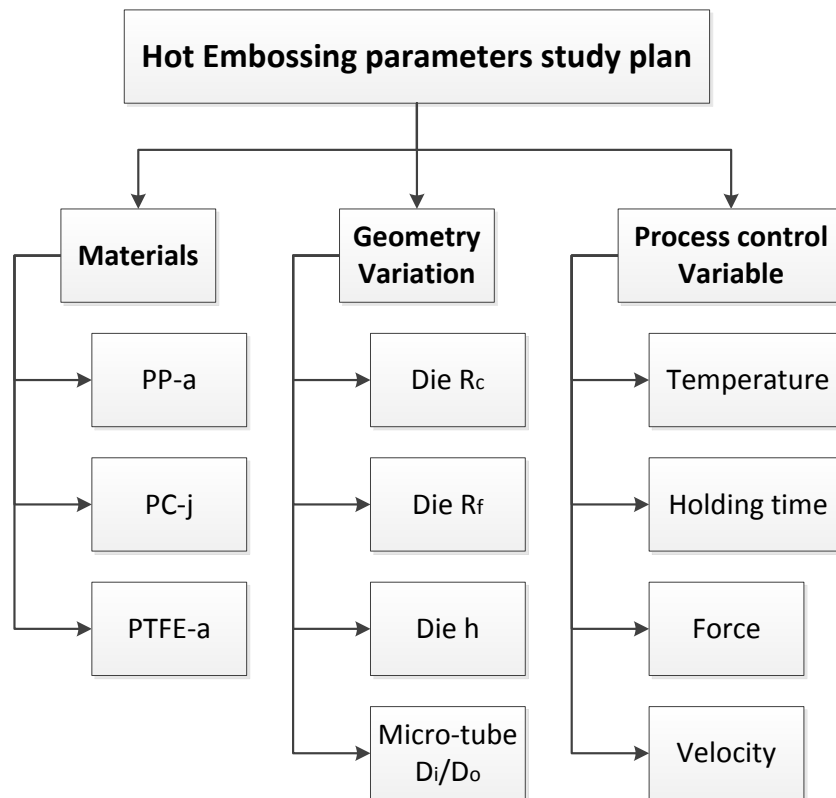 Hot Embossing parameters study plan
Materials
PP-a
PC-j
PTFE-a
Geometry
Variation
Die Rc
Die Rf
Die h
Micro-tube
Di/Do
Process control
Variable
Temperature
Holding time
Force
Velocity